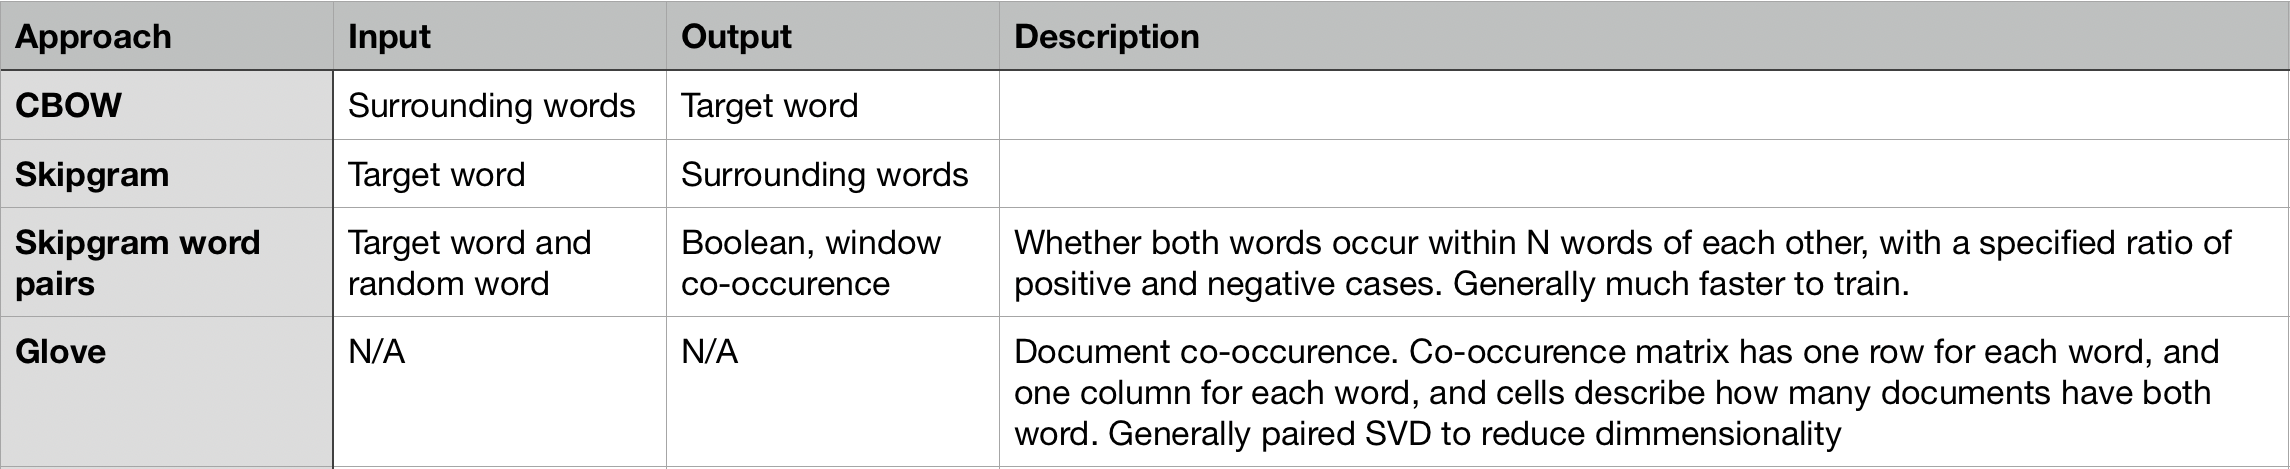 Approach Input Output Description
CBOW Surrounding words Target word
Skipgram Target word Surrounding words
Skipgram word pairs Target word and random word Boolean, window co-occurence Whether both words occur within N words of each other, with a specified ratio of positive and negative cases. Generally much faster to train.
Glove N/A N/A Document co-occurence. Co-occurence matrix has one row for each word, and one column for each word, and cells describe how many documents have both word. Generally paired SVD to reduce dimmensionality